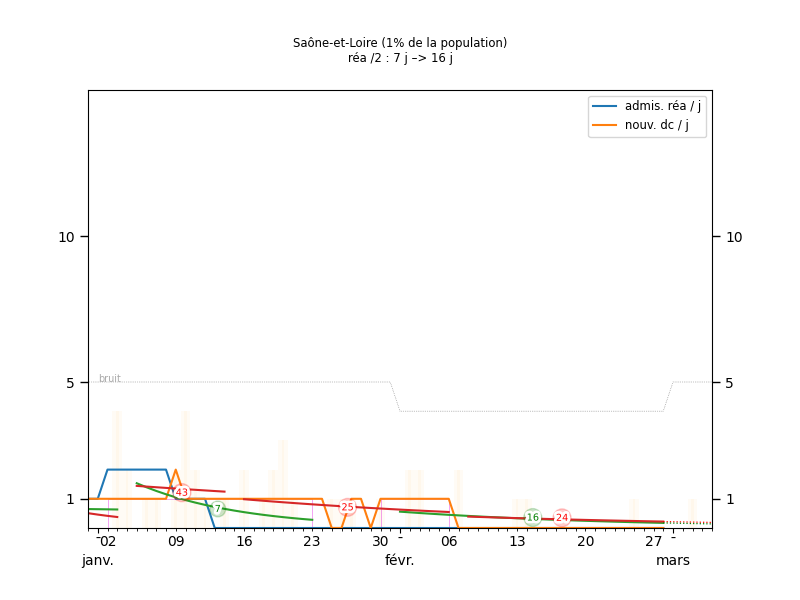 Saône-et-Loire (1% de la population)
réa /2 : 7 j –> 16 j
admis. réa / j
nouv. dc / j
10 10
bruit
5 5
43
7
25
16 24
1 1
02 09 16 23 30 06 13 20 27
janv. févr. mars